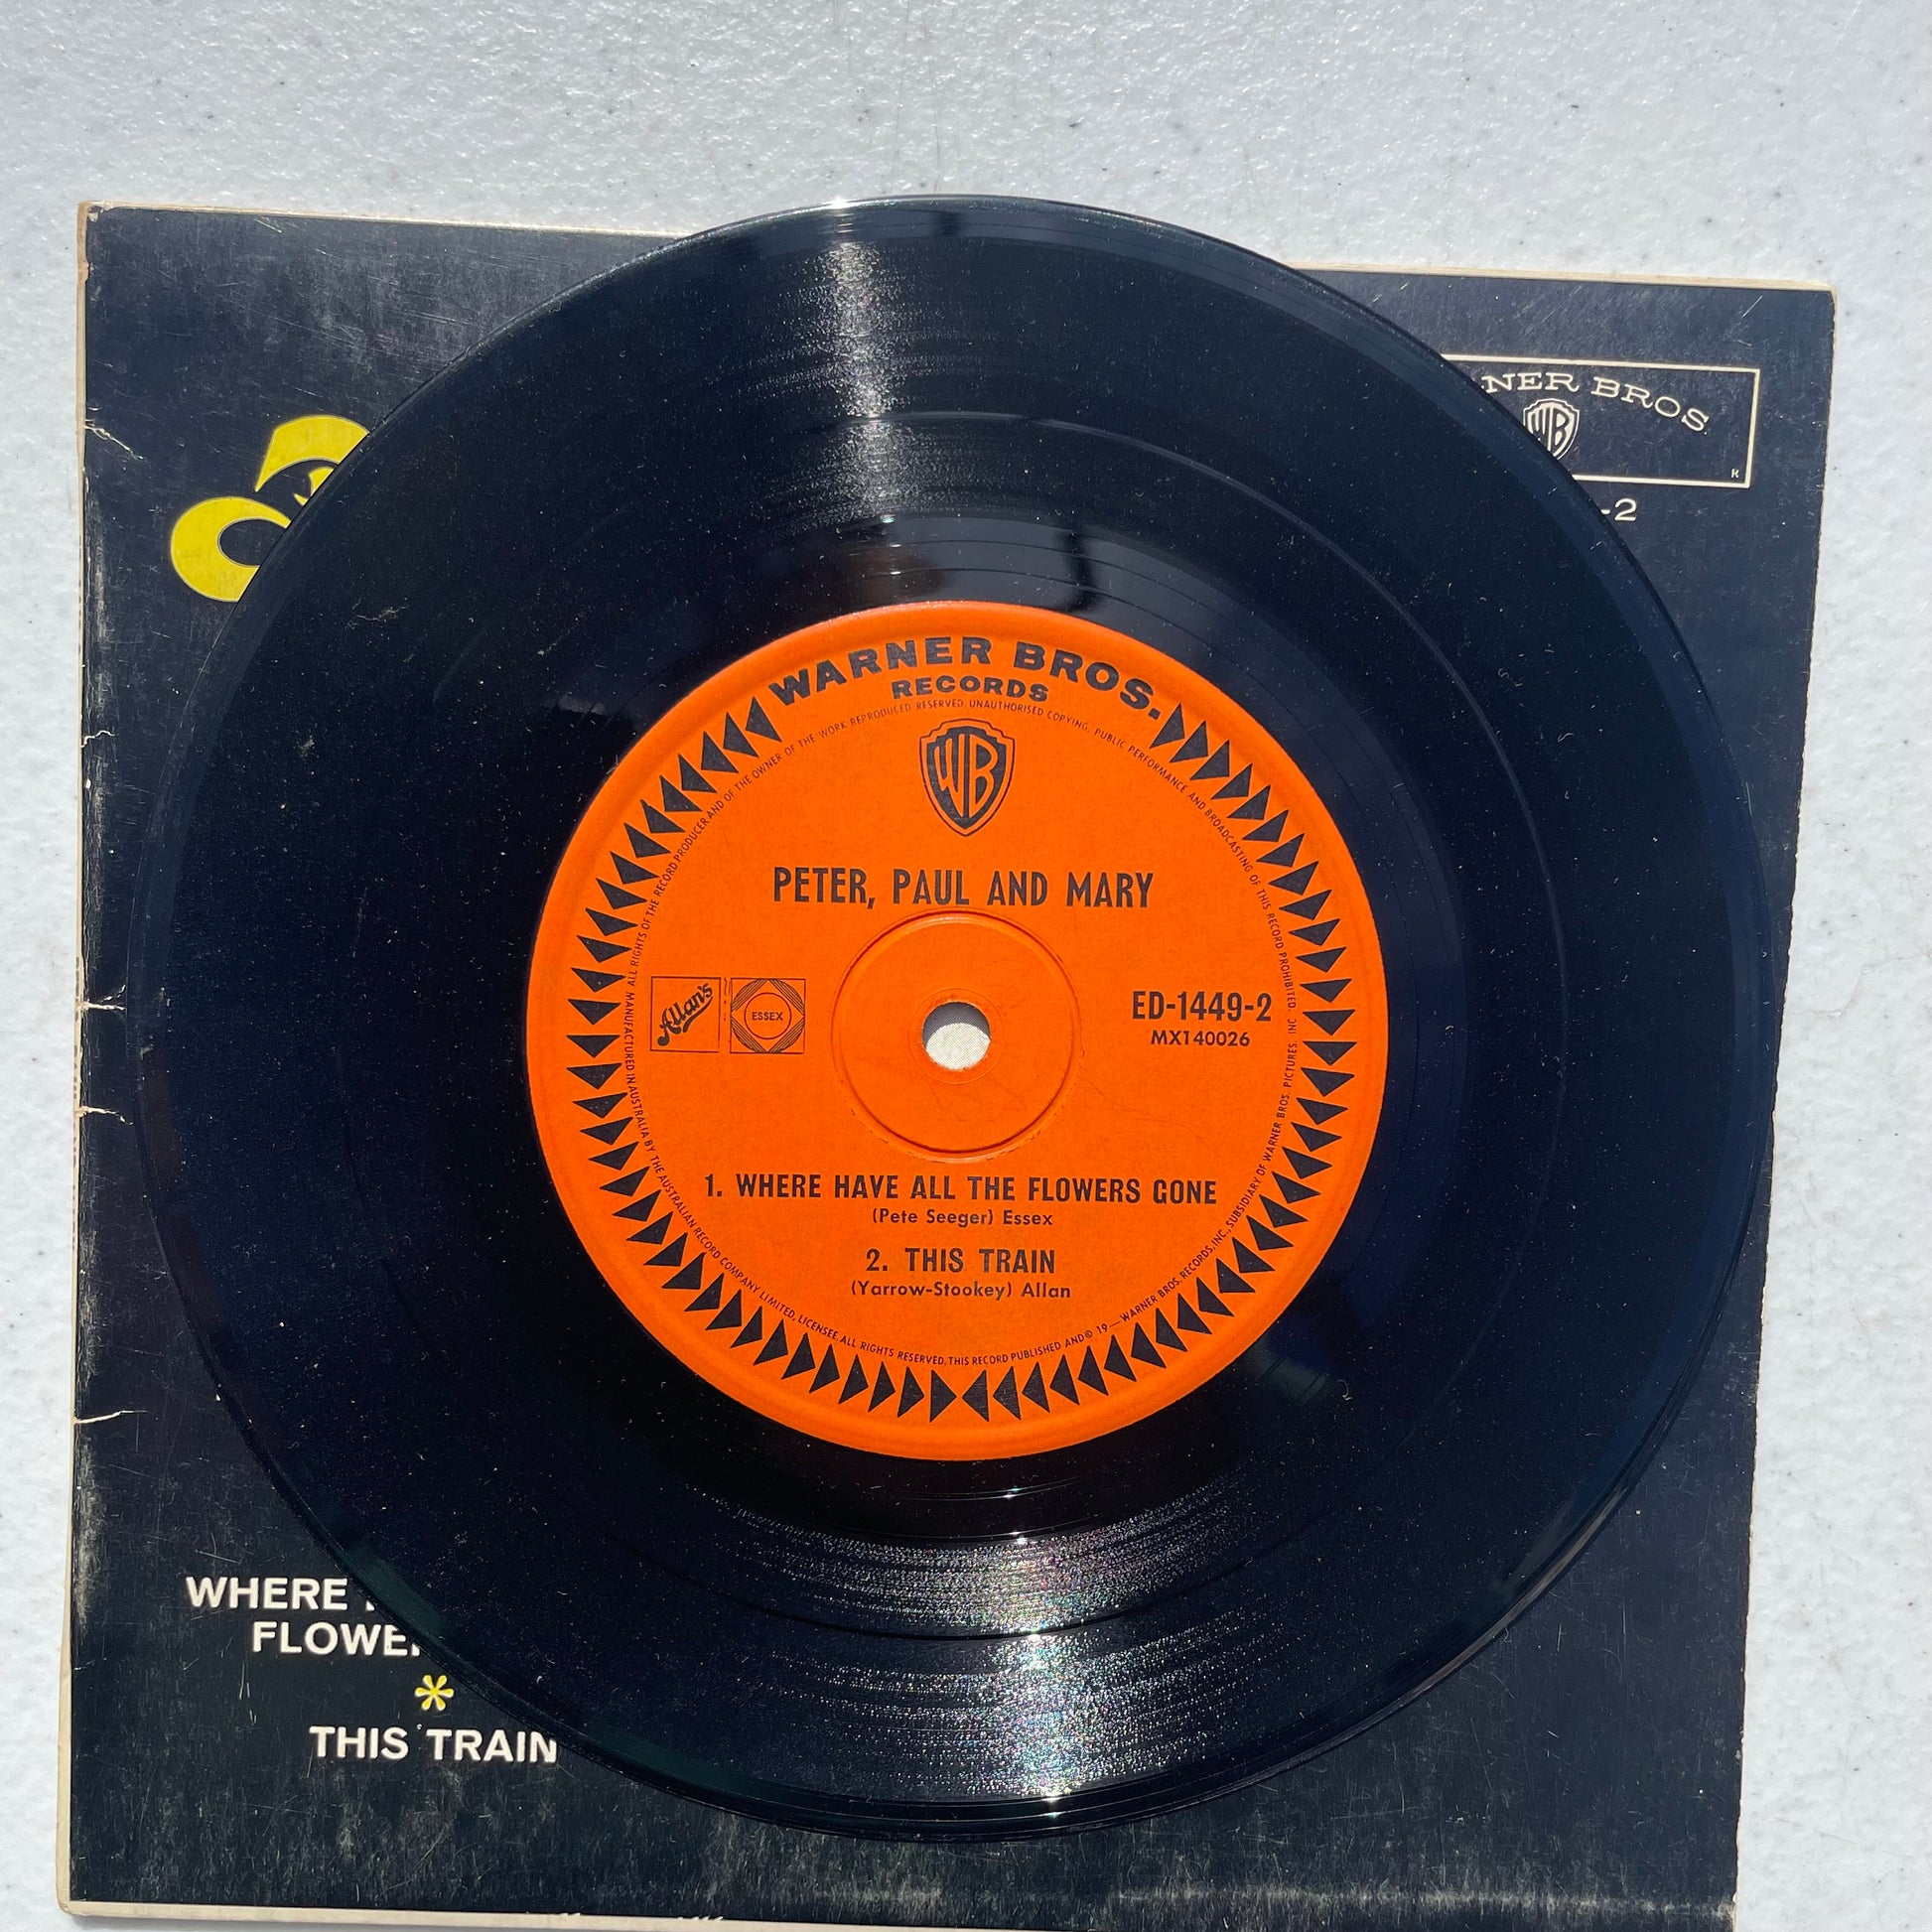 WARNER BROS.
RECORDS
WB
PETER, PAUL AND MARY
Allan's
ESSEX
ED-1449-2
MX140026
1. WHERE HAVE ALL THE FLOWERS GONE
(Pete Seeger) Essex
2. THIS TRAIN
(Yarrow-Stookey) Allan
MANUFACTURED IN AUSTRALIA BY THE AUSTRALIAN RECORD COMPANY LIMITED, LICENSEE. ALL RIGHTS RESERVED. THIS RECORD PUBLISHED AND © 19— WARNER BROS. RECORDS, INC., SUBSIDIARY OF WARNER BROS. PICTURES. INC
ALL RIGHTS OF THE RECORD PRODUCER AND OF THE OWNER OF THE WORK REPRODUCED RESERVED. UNAUTHORISED COPYING, PUBLIC PERFORMANCE AND BROADCASTING OF THIS RECORD PROHIBITED.
NER BROS
WB
R
-2
WHERE
FLOWE
*
THIS TRAIN